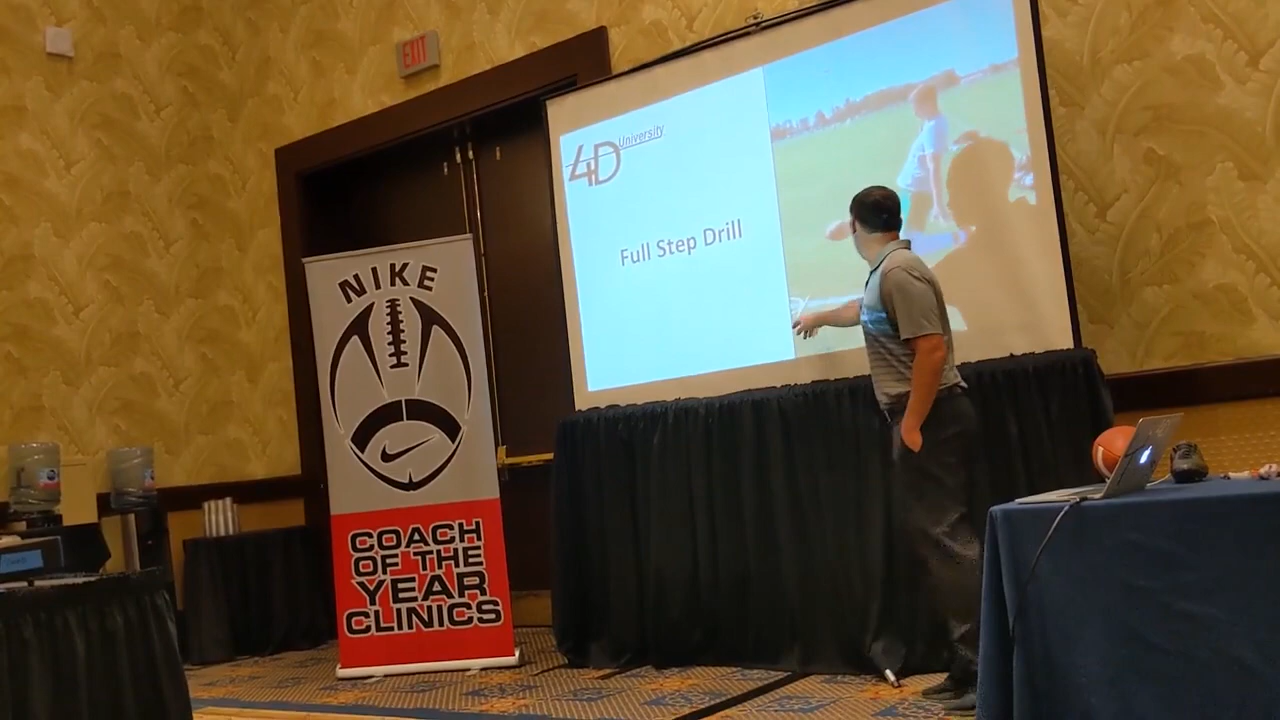 EXIT
4D University
Full Step Drill
NIKE
COACH
OF THE
YEAR
CLINICS